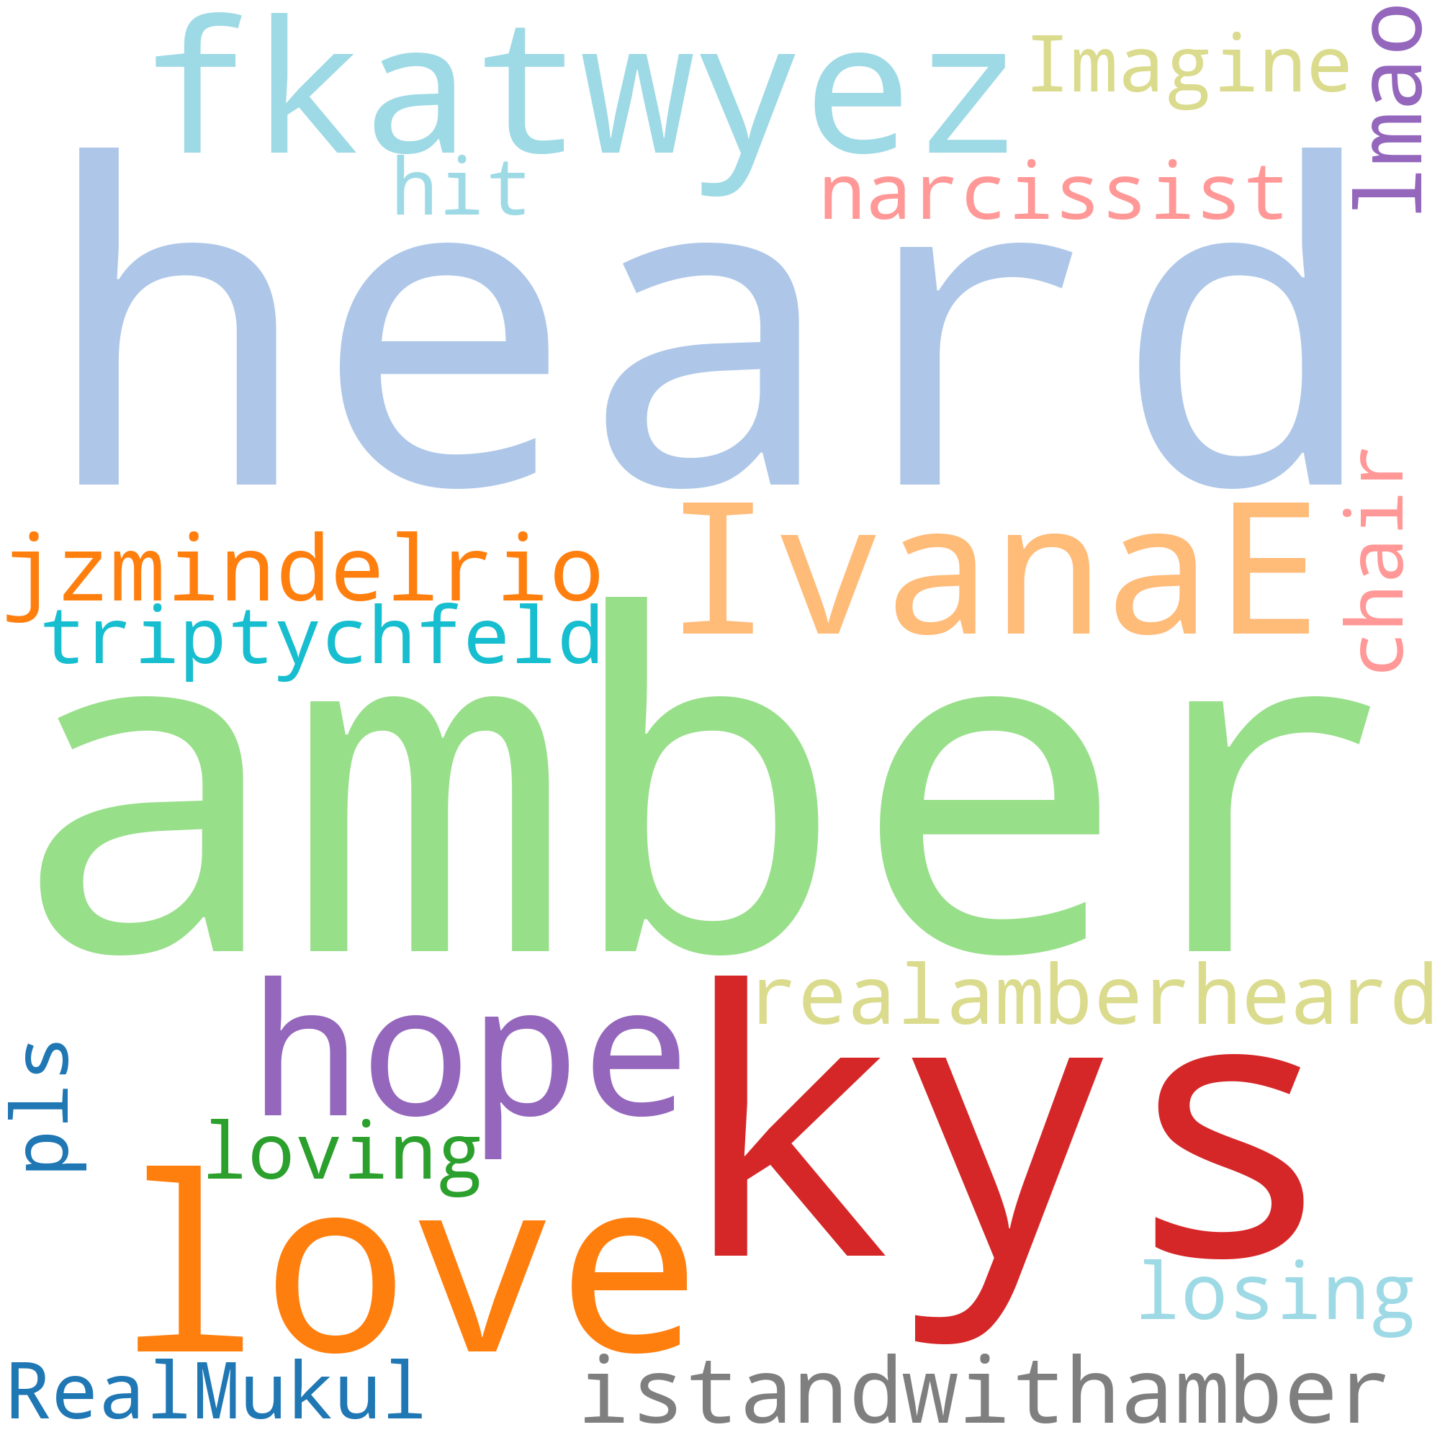 fkatwyez
Imagine
lmao
hit
narcissist
heard
chair
IvanaE
jzmindelrio
triptychfeld
amber
realamberheard
hope
kys
pls
loving
love
losing
RealMukul
istandwithamber